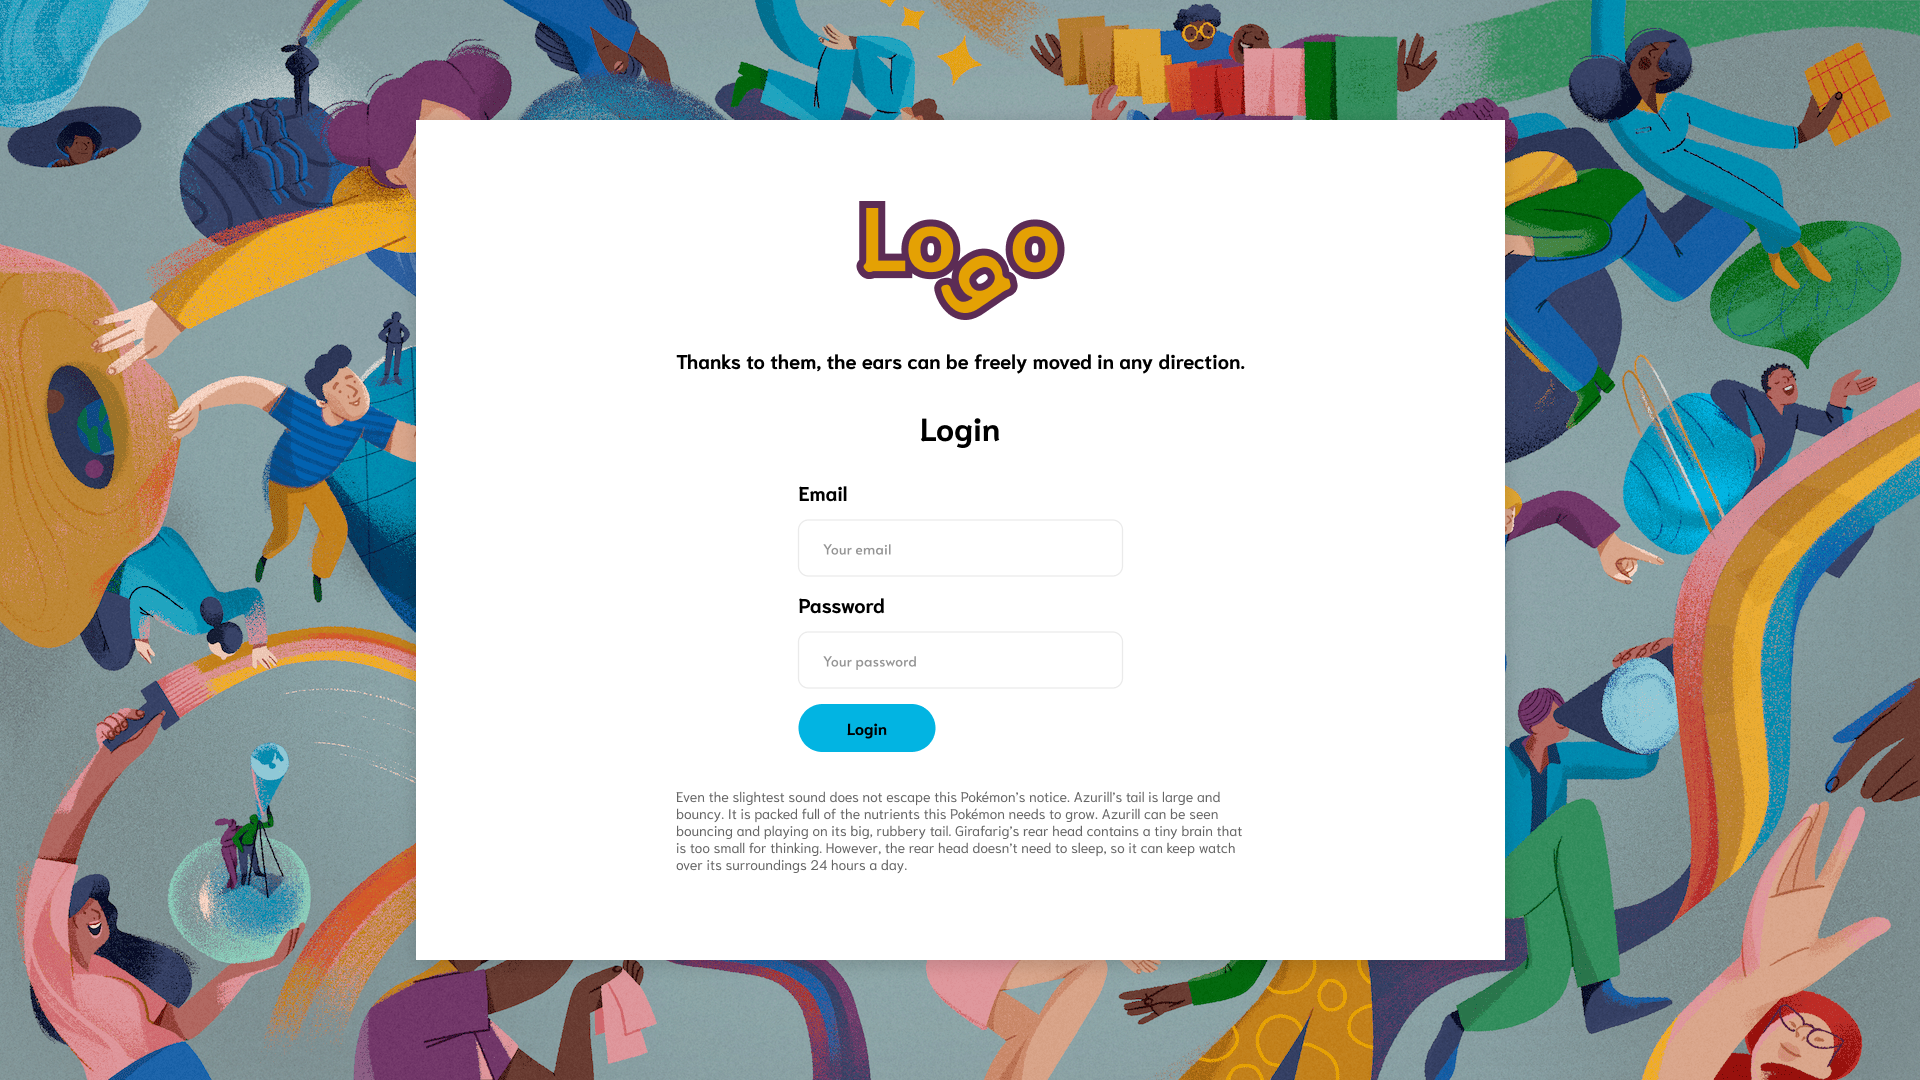 Logo
Thanks to them, the ears can be freely moved in any direction.
Login
Email
Your email
Password
Your password
Login
Even the slightest sound does not escape this Pokémon's notice. Azurill's tail is large and
bouncy. It is packed full of the nutrients this Pokémon needs to grow. Azurill can be seen
bouncing and playing on its big, rubbery tail. Girafarig's rear head contains a tiny brain that
is too small for thinking. However, the rear head doesn't need to sleep, so it can keep watch
over its surroundings 24 hours a day.